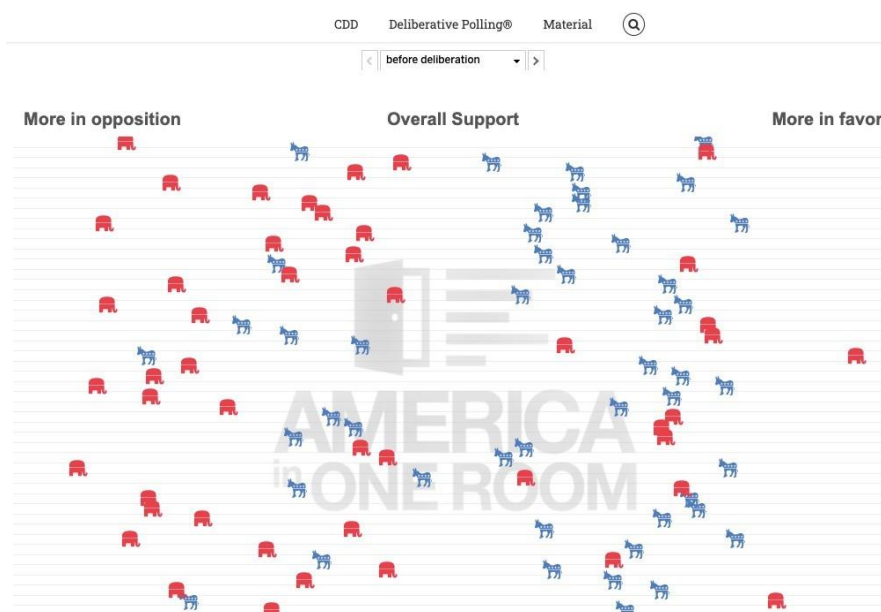 CDD Deliberative Polling® Material
< before deliberation >
More in opposition Overall Support More in favor
AMERICA
in ONE ROOM